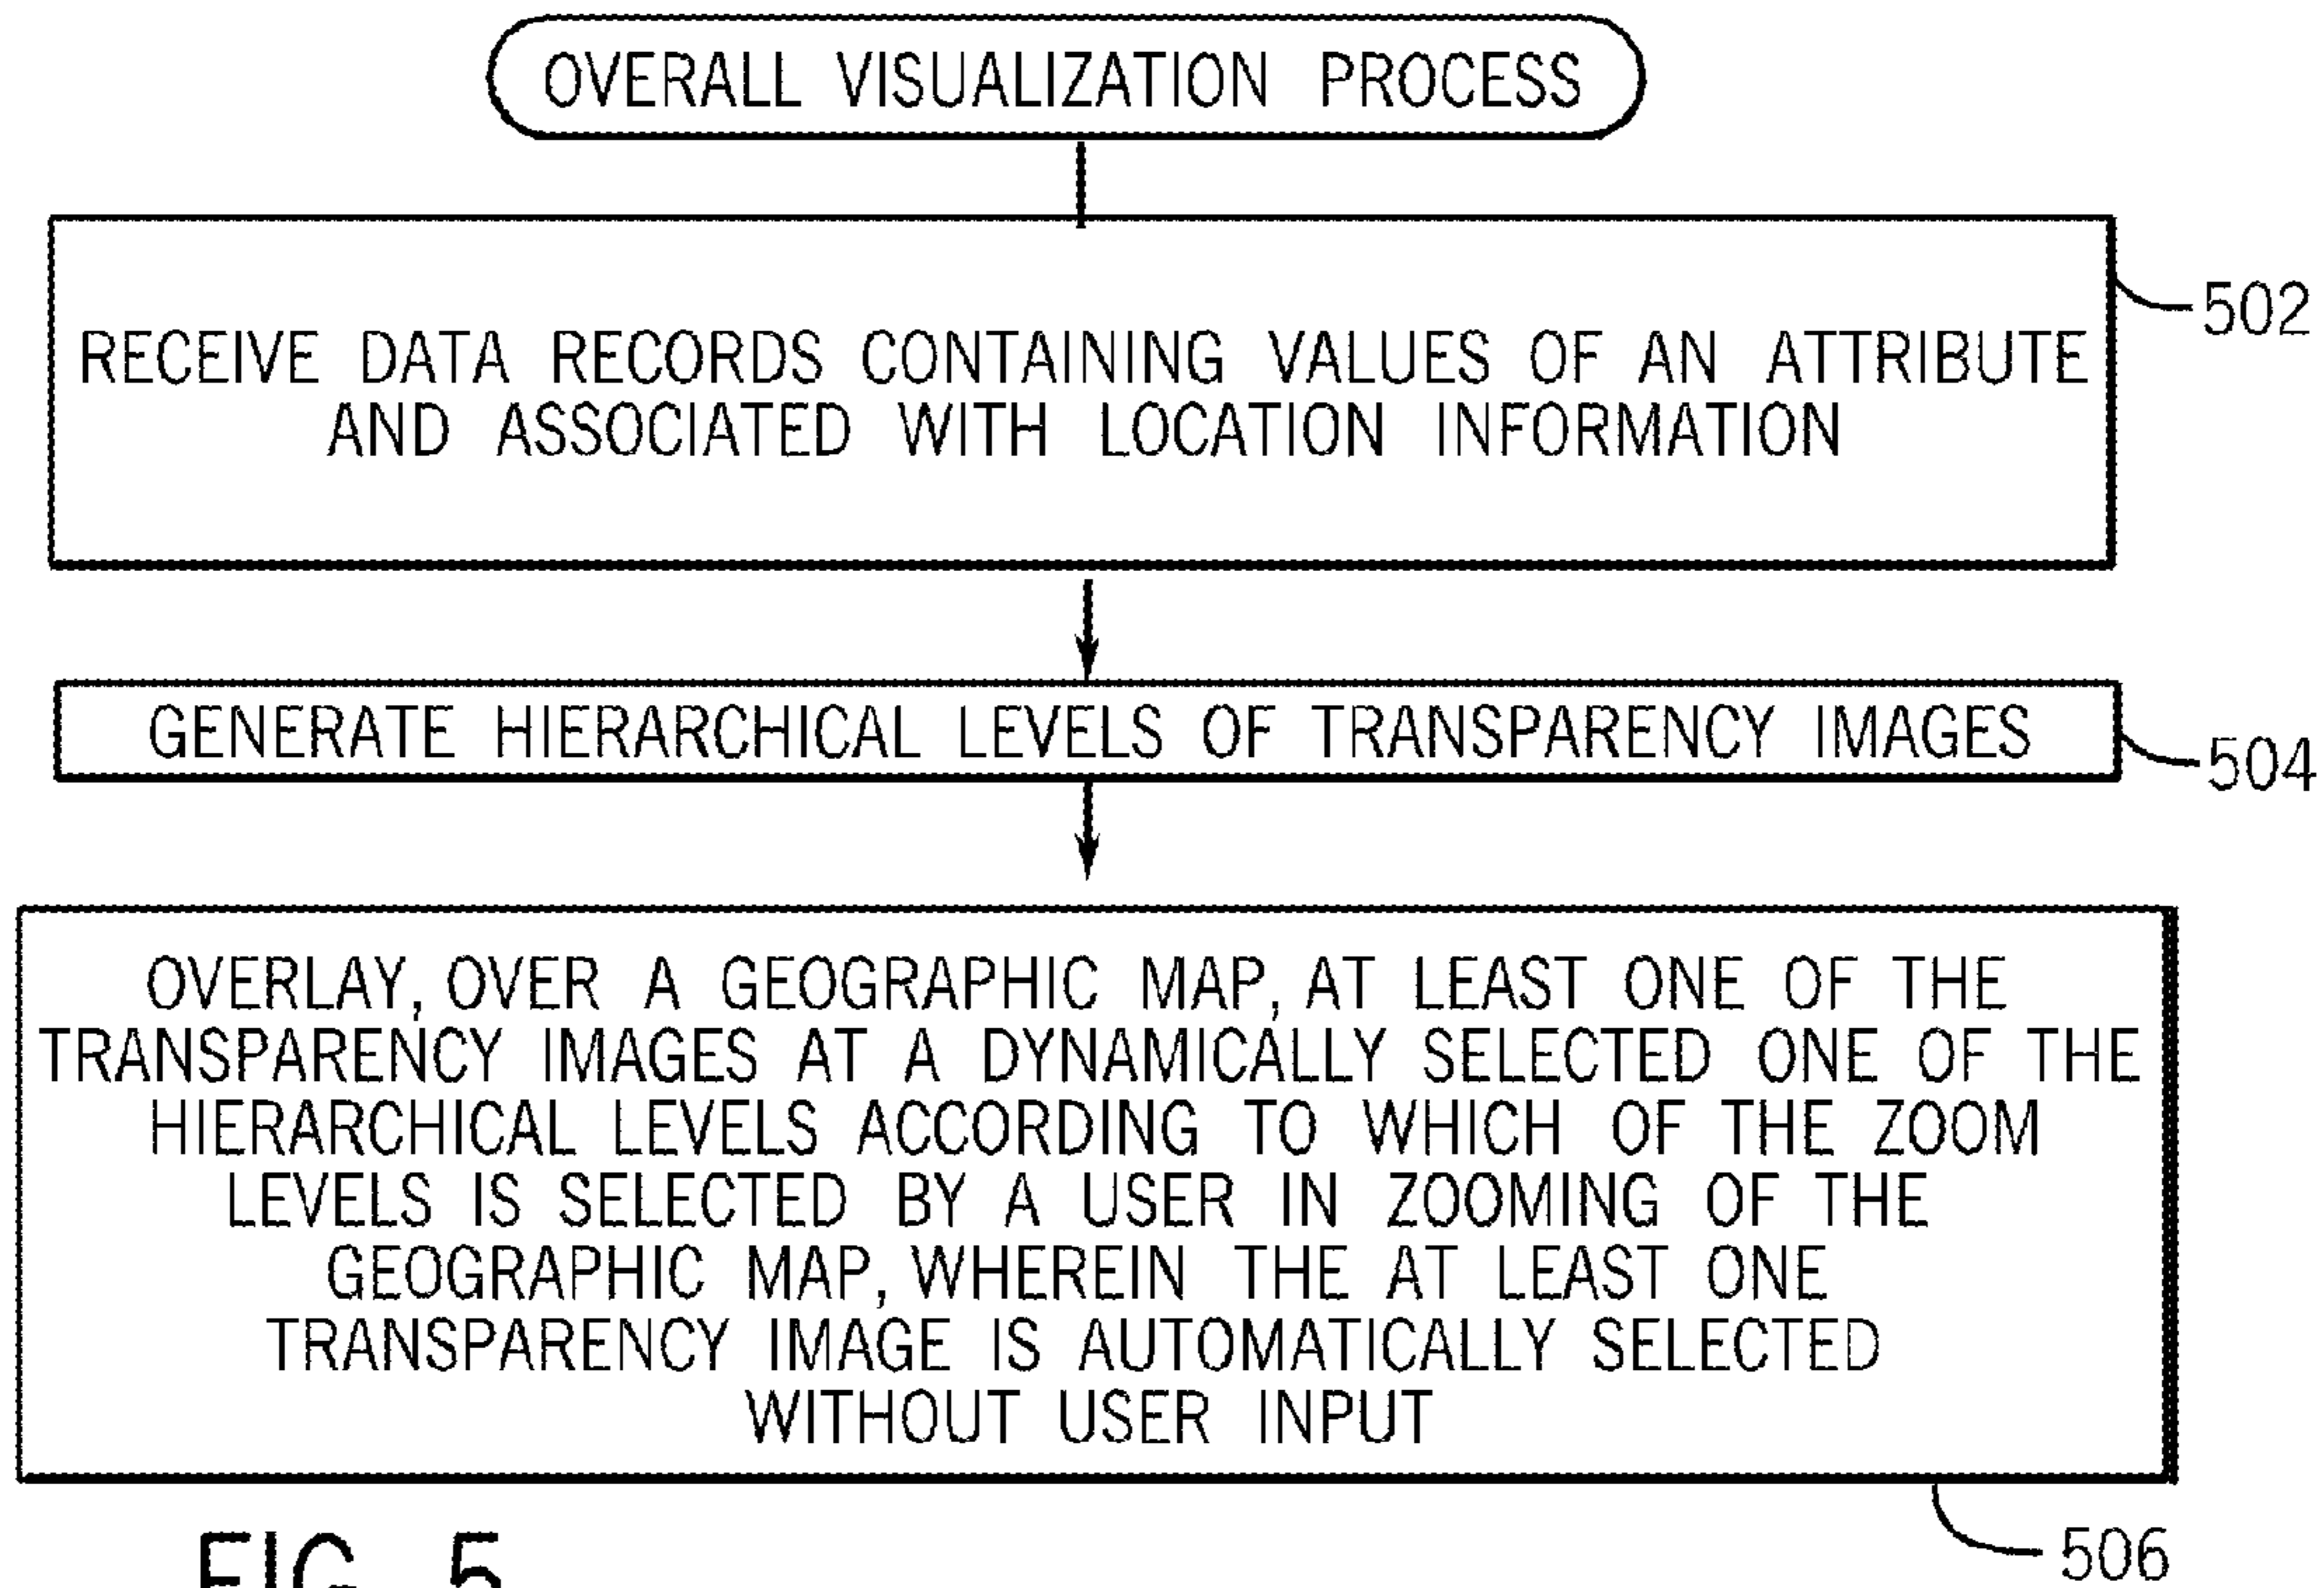 OVERALL VISUALIZATION PROCESS
RECEIVE DATA RECORDS CONTAINING VALUES OF AN ATTRIBUTE
AND ASSOCIATED WITH LOCATION INFORMATION
502
GENERATE HIERARCHICAL LEVELS OF TRANSPARENCY IMAGES
504
OVERLAY, OVER A GEOGRAPHIC MAP, AT LEAST ONE OF THE
TRANSPARENCY IMAGES AT A DYNAMICALLY SELECTED ONE OF THE
HIERARCHICAL LEVELS ACCORDING TO WHICH OF THE ZOOM
LEVELS IS SELECTED BY A USER IN ZOOMING OF THE
GEOGRAPHIC MAP, WHEREIN THE AT LEAST ONE
TRANSPARENCY IMAGE IS AUTOMATICALLY SELECTED
WITHOUT USER INPUT
506
FIG. 5